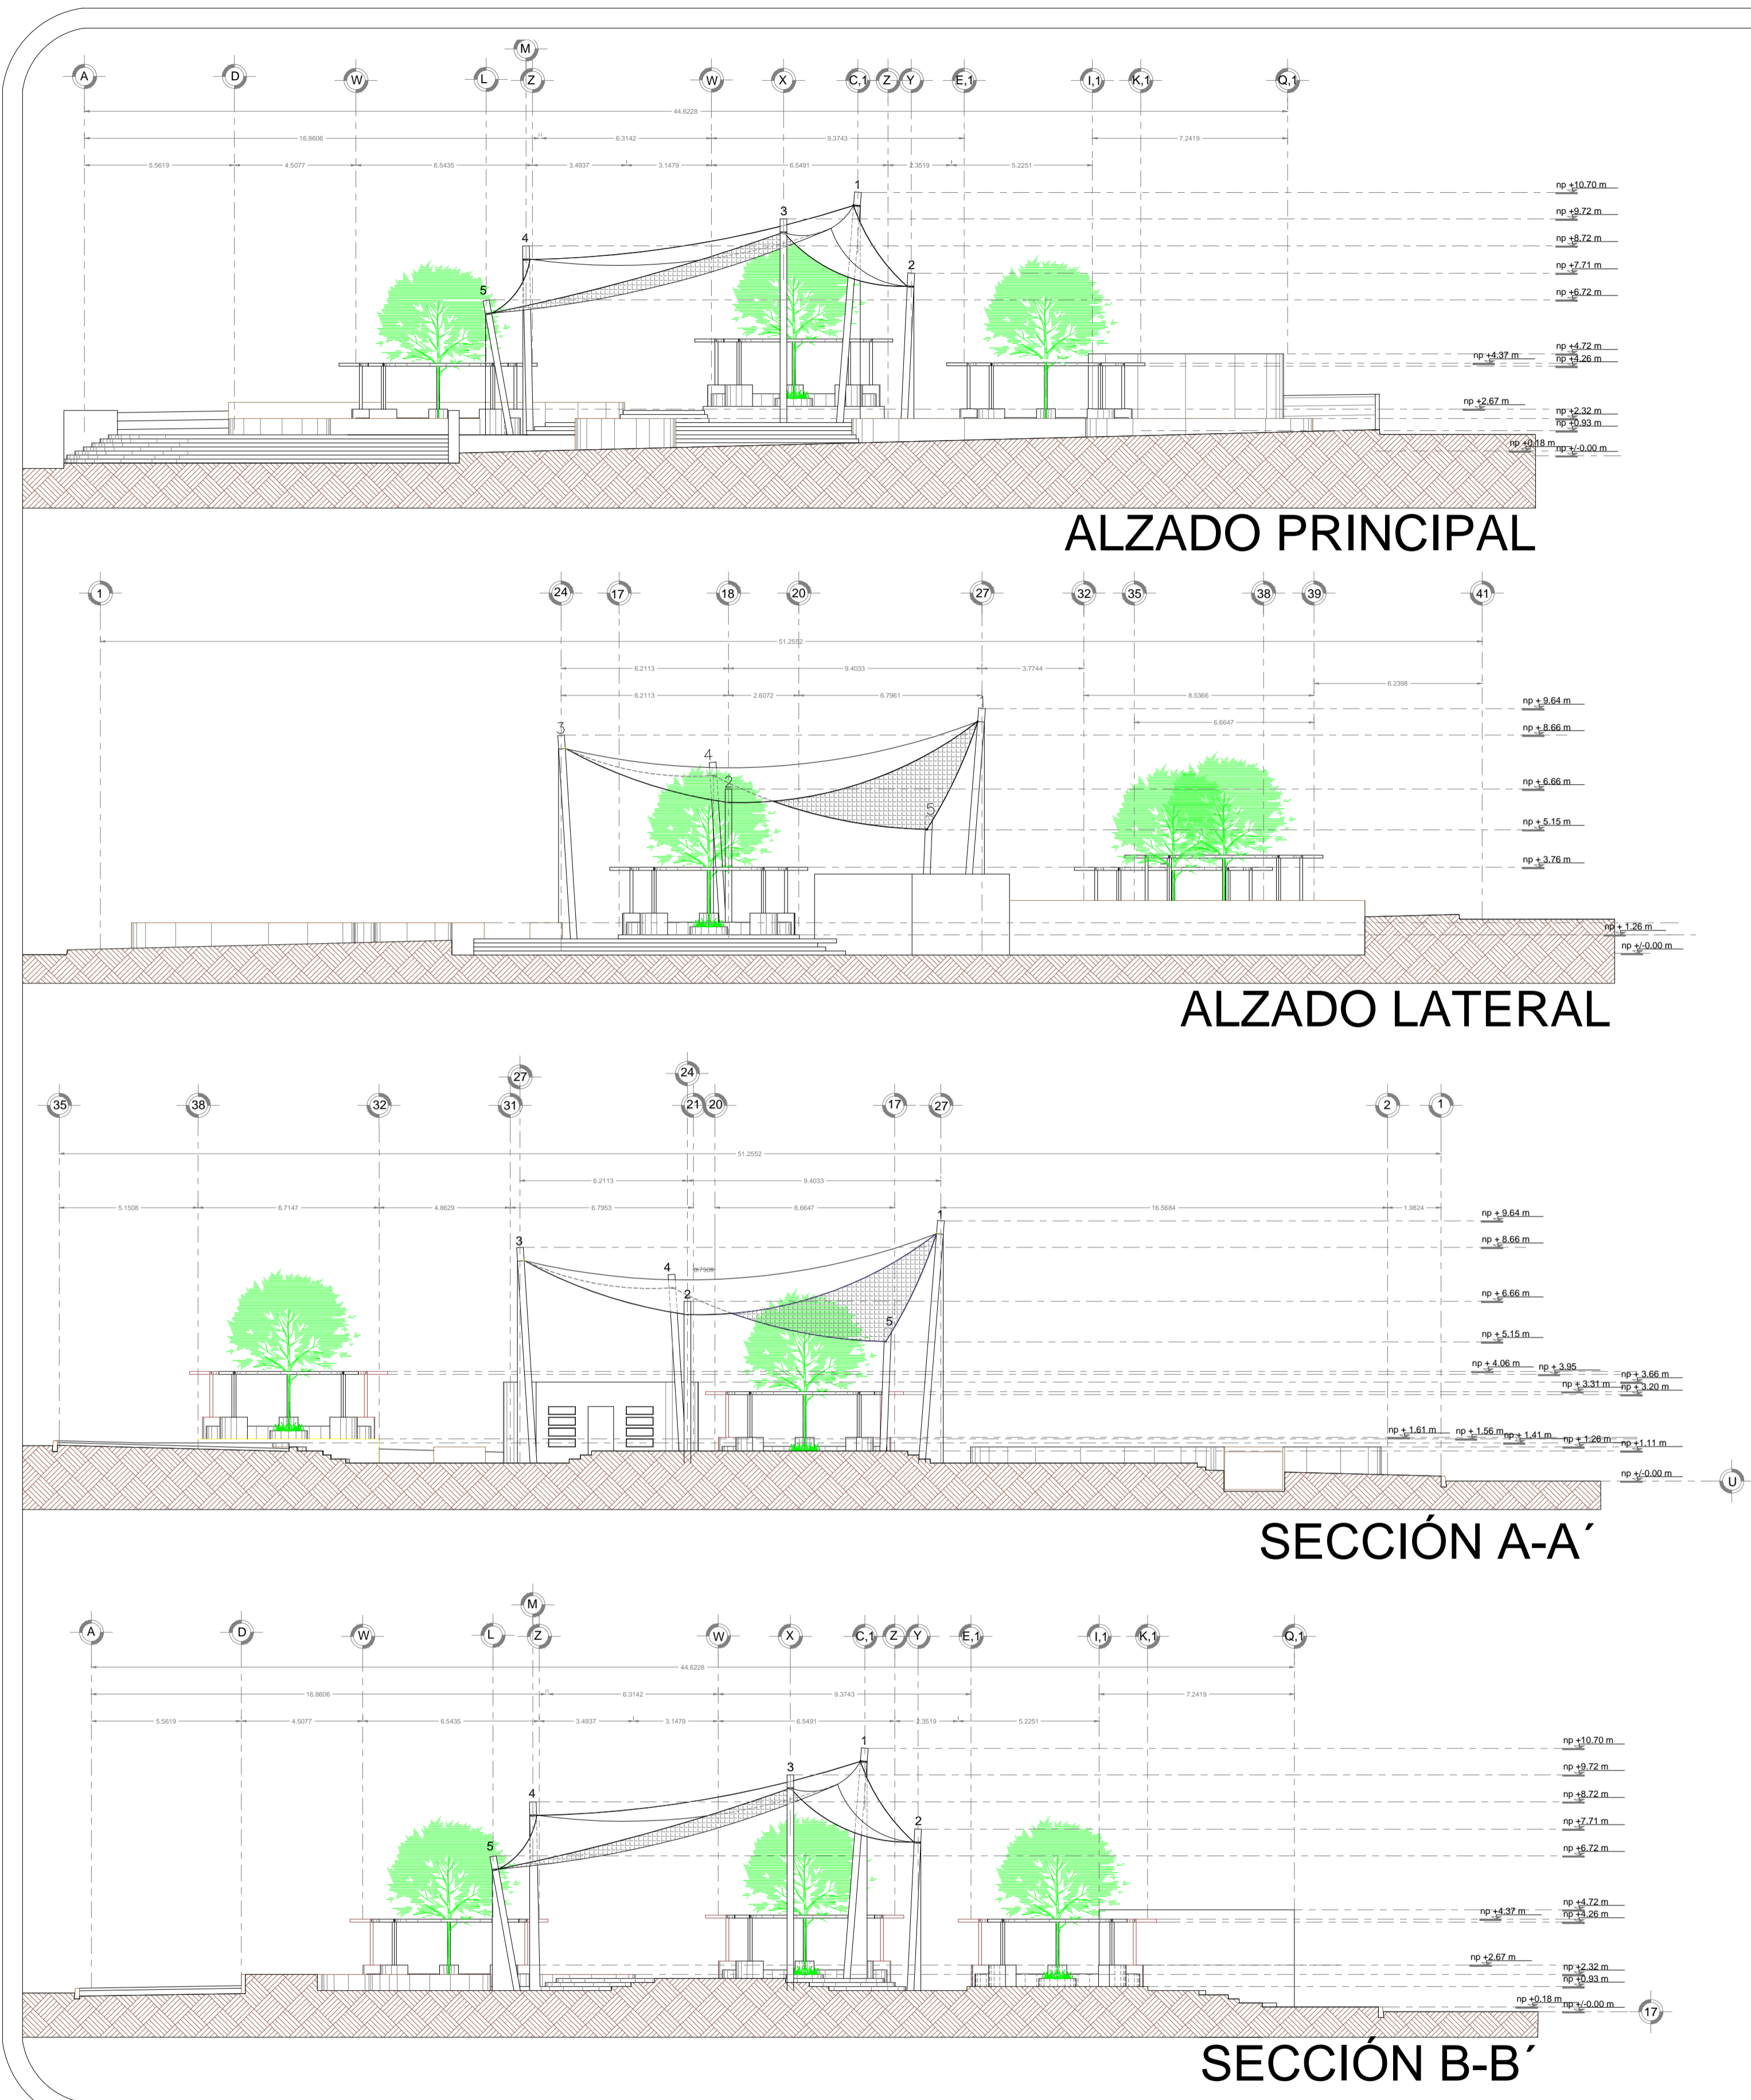 M
A D W L Z W X C,1 Z Y E,1 I,1 K,1 Q,1
44.6228
16.8606 6.3142 9.3743 7.2419
5.5619 4.5077 6.5435 3.4937 3.1479 6.5491 2.3519 5.2251
1
3
4
2
5
np +10.70 m
np +9.72 m
np +8.72 m
np +7.71 m
np +6.72 m
np +4.72 m
np +4.37 m
np +4.26 m
np +2.67 m
np +2.32 m
np +0.93 m
np +0.18 m
np +/-0.00 m
ALZADO PRINCIPAL
1 24 17 18 20 27 32 35 38 39 41
51.2552
6.2113 9.4033 3.7744
6.2398
6.2113 2.6072 6.7961 8.5366
6.6647
1
3
4
2
5
np + 9.64 m
np + 8.66 m
np + 6.66 m
np + 5.15 m
np + 3.76 m
np + 1.26 m
np +/-0.00 m
ALZADO LATERAL
27 24
35 38 32 31 21 20 17 27 2 1
51.2552
6.2113 9.4033
5.1508 6.7147 4.8629 6.7953 6.6647 16.5684 1.9824
1
3
4
2
5
np + 9.64 m
np + 8.66 m
np + 6.66 m
np + 5.15 m
np + 4.06 m
np + 3.95
np + 3.66 m
np + 3.31 m
np + 3.20 m
np + 1.61 m
np + 1.56 m
np + 1.41 m
np + 1.26 m
np +1.11 m
np +/-0.00 m
U
SECCIÓN A-A´
M
A D W L Z W X C,1 Z Y E,1 I,1 K,1 Q,1
44.6228
16.8606 6.3142 9.3743 7.2419
5.5619 4.5077 6.5435 3.4937 3.1479 6.5491 2.3519 5.2251
1
3
4
2
5
np +10.70 m
np +9.72 m
np +8.72 m
np +7.71 m
np +6.72 m
np +4.72 m
np +4.37 m
np +4.26 m
np +2.67 m
np +2.32 m
np +0.93 m
np +0.18 m
np +/-0.00 m
17
SECCIÓN B-B´